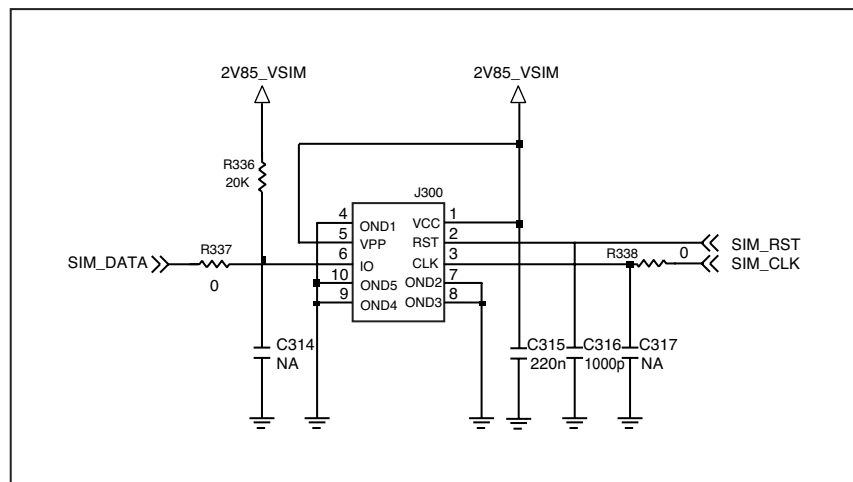 2V85_VSIM
2V85_VSIM
R336
20K
J300
4
OND1
VCC
1
5
VPP
RST
2
SIM_RST
6
IO
CLK
3
SIM_DATA
R337
0
R338
0
SIM_CLK
10
OND5
OND2
7
9
OND4
OND3
8
C314
NA
C315
220n
C316
1000p
C317
NA